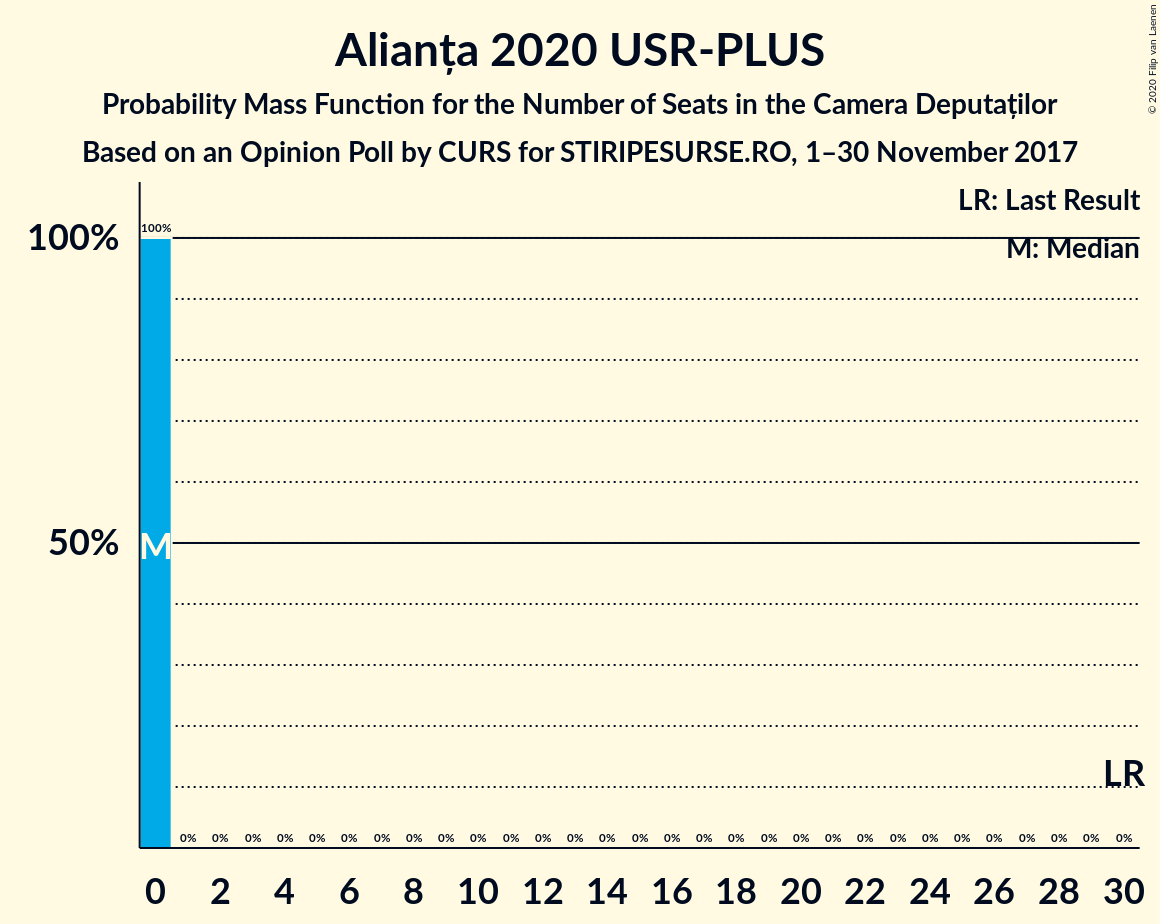 Alianța 2020 USR-PLUS
Probability Mass Function for the Number of Seats in the Camera Deputaților
Based on an Opinion Poll by CURS for STIRIPESURSE.RO, 1–30 November 2017
© 2020 Filip van Laenen
LR: Last Result
M: Median
100%
50%
100%
M
LR
0% 0% 0% 0% 0% 0% 0% 0% 0% 0% 0% 0% 0% 0% 0% 0% 0% 0% 0% 0% 0% 0% 0% 0% 0% 0% 0% 0% 0% 0%
0 2 4 6 8 10 12 14 16 18 20 22 24 26 28 30